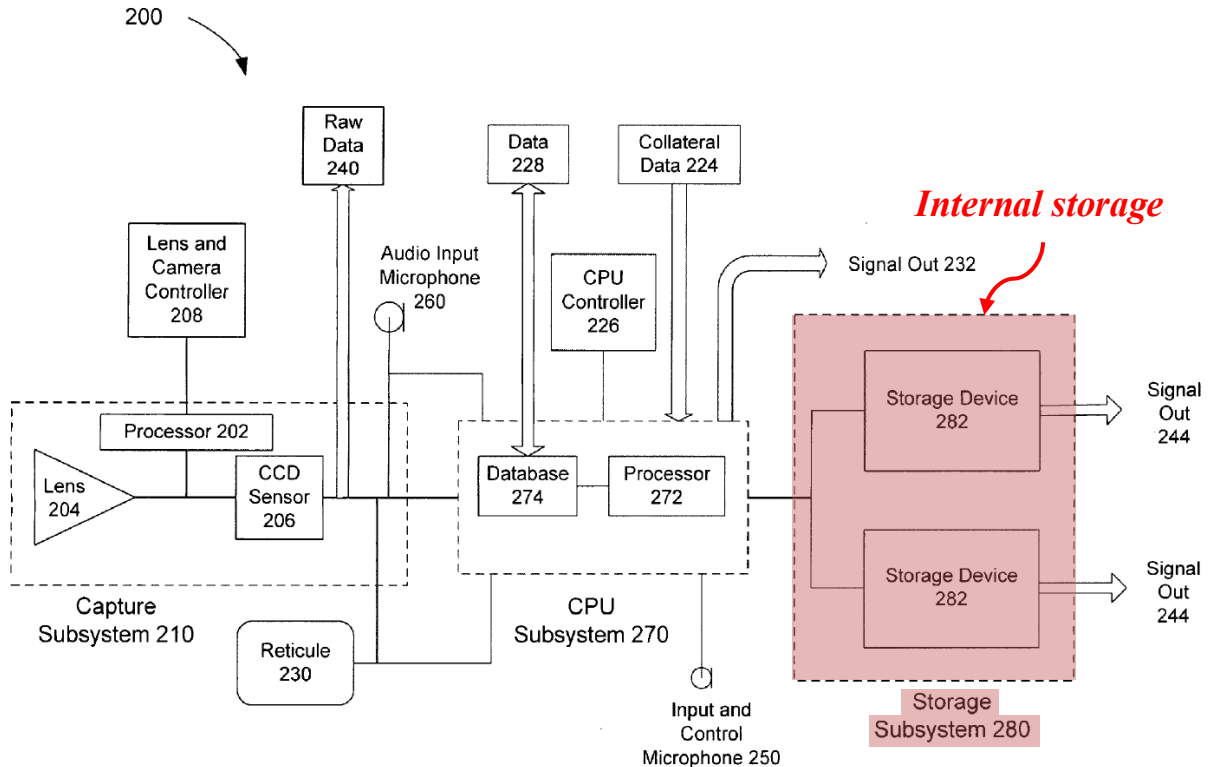 200
Raw
Data
240
Data
228
Collateral
Data 224
Internal storage
Lens and
Camera
Controller
208
Audio Input
Microphone
260
CPU
Controller
226
Signal Out 232
Processor 202
Lens
204
CCD
Sensor
206
Database
274
Processor
272
Storage Device
282
Signal
Out
244
Storage Device
282
Signal
Out
244
Capture
Subsystem 210
CPU
Subsystem 270
Reticule
230
Input and
Control
Microphone 250
Storage
Subsystem 280